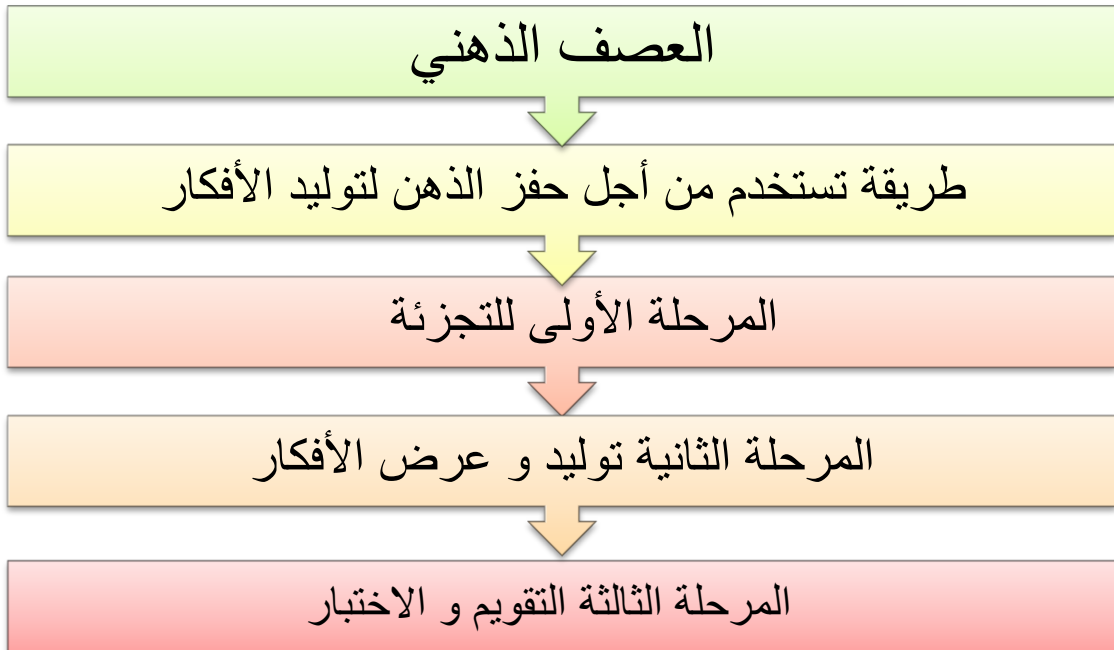 العصف الذهني
طريقة تستخدم من أجل حفز الذهن لتوليد الأفكار
المرحلة الأولى للتجزئة
المرحلة الثانية توليد و عرض الأفكار
المرحلة الثالثة التقويم و الاختبار